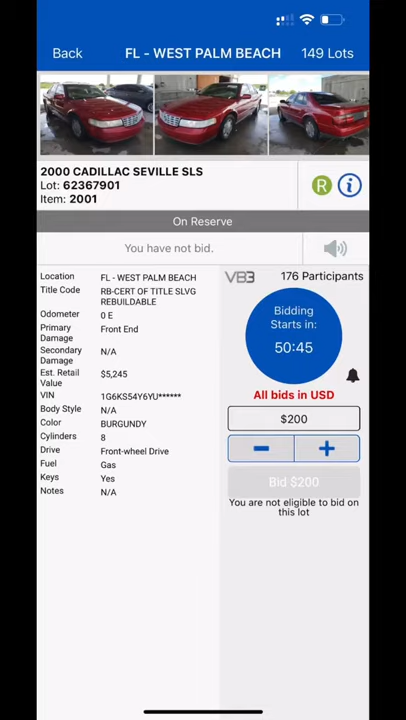 Back
FL - WEST PALM BEACH
149 Lots
2000 CADILLAC SEVILLE SLS
Lot: 62367901
Item: 2001
R
i
On Reserve
You have not bid.
Location FL - WEST PALM BEACH
Title Code RB-CERT OF TITLE SLVG
REBUILDABLE
Odometer 0 E
Primary Damage Front End
Secondary Damage N/A
Est. Retail Value $5,245
VIN 1G6KS54Y6YU******
Body Style N/A
Color BURGUNDY
Cylinders 8
Drive Front-wheel Drive
Fuel Gas
Keys Yes
Notes N/A
VB3
176 Participants
Bidding
Starts in:
50:45
All bids in USD
$200
Bid $200
You are not eligible to bid on
this lot